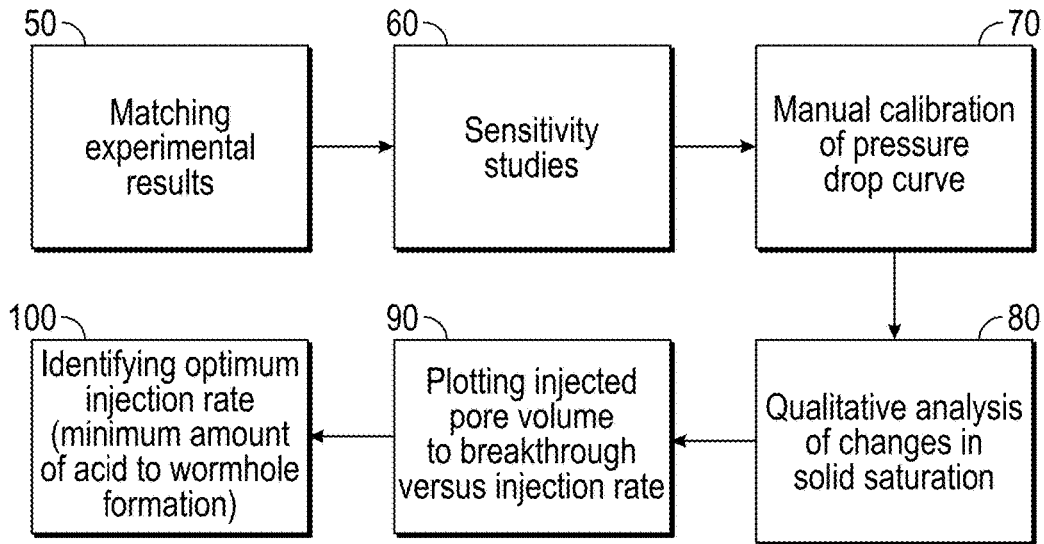 50
Matching
experimental
results
60
Sensitivity
studies
70
Manual calibration
of pressure
drop curve
80
Qualitative analysis
of changes in
solid saturation
90
Plotting injected
pore volume
to breakthrough
versus injection rate
100
Identifying optimum
injection rate
(minimum amount
of acid to wormhole
formation)